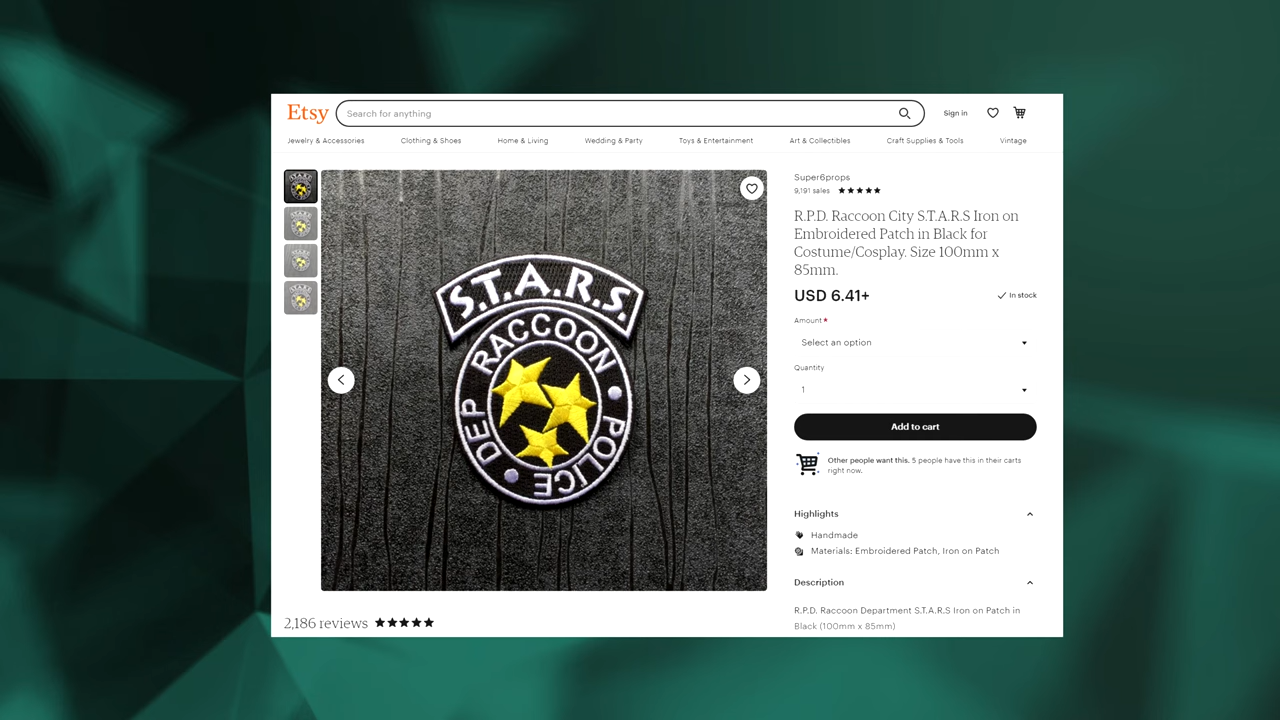 Etsy
Search for anything
Sign in
Jewelry & Accessories
Clothing & Shoes
Home & Living
Wedding & Party
Toys & Entertainment
Art & Collectibles
Craft Supplies & Tools
Vintage
S.T.A.R.S.
RACCOON
POLICE
DEP
Super6props
9,191 sales
R.P.D. Raccoon City S.T.A.R.S Iron on
Embroidered Patch in Black for
Costume/Cosplay. Size 100mm x
85mm.
USD 6.41+
In stock
Amount *
Select an option
Quantity
1
Add to cart
Other people want this. 5 people have this in their carts
right now.
Highlights
Handmade
Materials: Embroidered Patch, Iron on Patch
Description
R.P.D. Raccoon Department S.T.A.R.S Iron on Patch in
Black (100mm x 85mm)
2,186 reviews